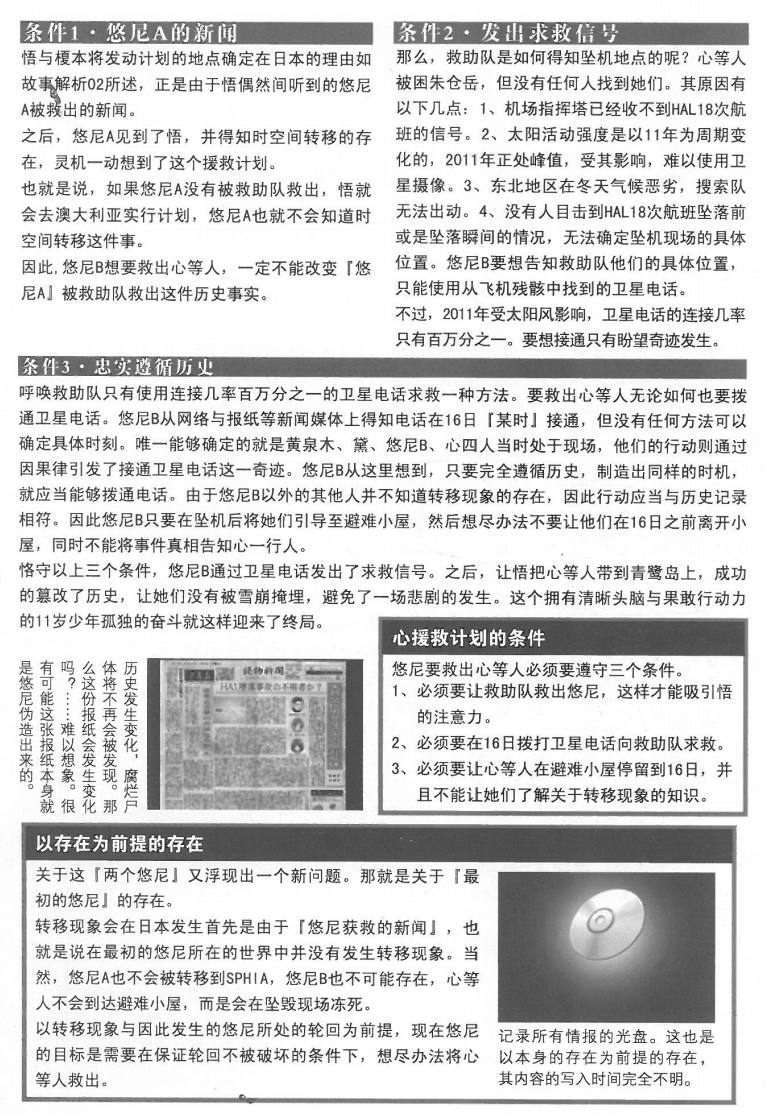 条件1·悠尼A的新闻
悟与榎本将发动计划的地点确定在日本的理由如
故事解析02所述，正是由于悟偶然间听到的悠尼
A被救出的新闻。
之后，悠尼A见到了悟，并得知时空间转移的存
在，灵机一动想到了这个援救计划。
也就是说，如果悠尼A没有被救助队救出，悟就
会去澳大利亚实行计划，悠尼A也就不会知道时
空间转移这件事。
因此，悠尼B想要救出心等人，一定不能改变『悠
尼A』被救助队救出这件历史事实。
条件2·发出求救信号
那么，救助队是如何得知坠机地点的呢？心等人
被困朱仓岳，但没有任何人找到她们。其原因有
以下几点：1、机场指挥塔已经收不到HAL18次航
班的信号。2、太阳活动强度是以11年为周期变
化的，2011年正处峰值，受其影响，难以使用卫
星摄像。3、东北地区在冬天气候恶劣，搜索队
无法出动。4、没有人目击到HAL18次航班坠落前
或是坠落瞬间的情况，无法确定坠机现场的具体
位置。悠尼B要想告知救助队他们的具体位置，
只能使用从飞机残骸中找到的卫星电话。
不过，2011年受太阳风影响，卫星电话的连接几率
只有百万分之一。要想接通只有盼望奇迹发生。
条件3·忠实遵循历史
呼唤救助队只有使用连接几率百万分之一的卫星电话求救一种方法。要救出心等人无论如何也要拨
通卫星电话。悠尼B从网络与报纸等新闻媒体上得知电话在16日『某时』接通，但没有任何方法可以
确定具体时刻。唯一能够确定的就是黄泉木、黛、悠尼B、心四人当时处于现场，他们的行动则通过
因果律引发了接通卫星电话这一奇迹。悠尼B从这里想到，只要完全遵循历史，制造出同样的时机，
就应当能够拨通电话。由于悠尼B以外的其他人并不知道转移现象的存在，因此行动应当与历史记录
相符。因此悠尼B只要在坠机后将她们引导至避难小屋，然后想尽办法不要让他们在16日之前离开小
屋，同时不能将事件真相告知心一行人。
恪守以上三个条件，悠尼B通过卫星电话发出了求救信号。之后，让悟把心等人带到青鹭岛上，成功
的篡改了历史，让她们没有被雪崩掩埋，避免了一场悲剧的发生。这个拥有清晰头脑与果敢行动力
的11岁少年孤独的奋斗就这样迎来了终局。
历史发生变化，腐烂尸
体将不再会被发现。那
么这份报纸会发生变化
吗？……难以想象。很
有可能这张报纸本身就
是悠尼伪造出来的。
HAL墜落事故の不明者か？
心援救计划的条件
悠尼要救出心等人必须要遵守三个条件。
1、必须要让救助队救出悠尼，这样才能吸引悟
的注意力。
2、必须要在16日拨打卫星电话向救助队求救。
3、必须要让心等人在避难小屋停留到16日，并
且不能让她们了解关于转移现象的知识。
以存在为前提的存在
关于这『两个悠尼』又浮现出一个新问题。那就是关于『最
初的悠尼』的存在。
转移现象会在日本发生首先是由于『悠尼获救的新闻』，也
就是说在最初的悠尼所在的世界中并没有发生转移现象。当
然，悠尼A也不会被转移到SPHIA，悠尼B也不可能存在，心等
人不会到达避难小屋，而是会在坠毁现场冻死。
以转移现象与因此发生的悠尼所处的轮回为前提，现在悠尼
的目标是需要在保证轮回不被破坏的条件下，想尽办法将心
等人救出。
记录所有情报的光盘。这也是
以本身的存在为前提的存在，
其内容的写入时间完全不明。